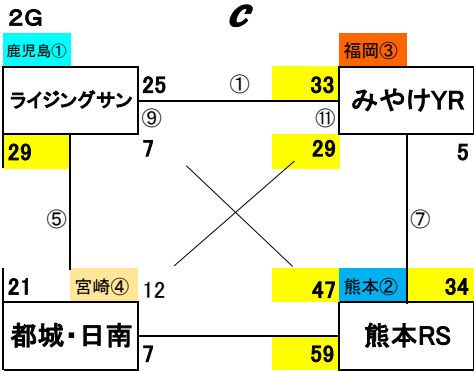 2G C
鹿児島① 福岡③
ライジングサン 25 ① 33 みやけYR
⑨ ⑪
29 7 29 5
⑤ ⑦
21 宮崎④ 12 47 熊本② 34
都城・日南 7 59 熊本RS